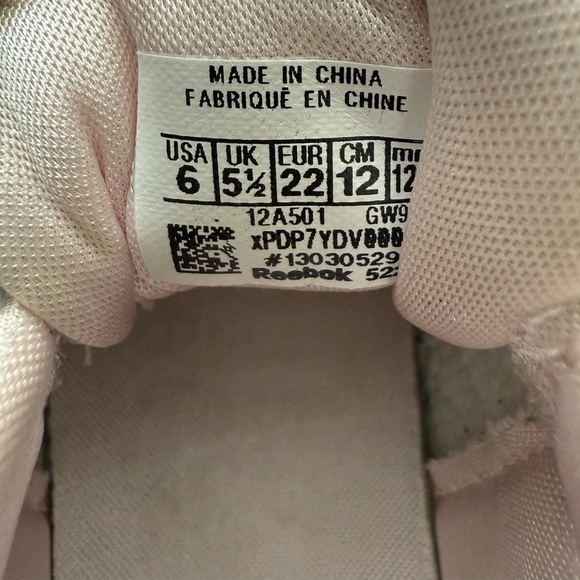 MADE IN CHINA
FABRIQUĒ EN CHINE
USA UK EUR CM
6 5½ 22 12
12A501 GW9
xPDP7YDV
#13030529
Reebok 522